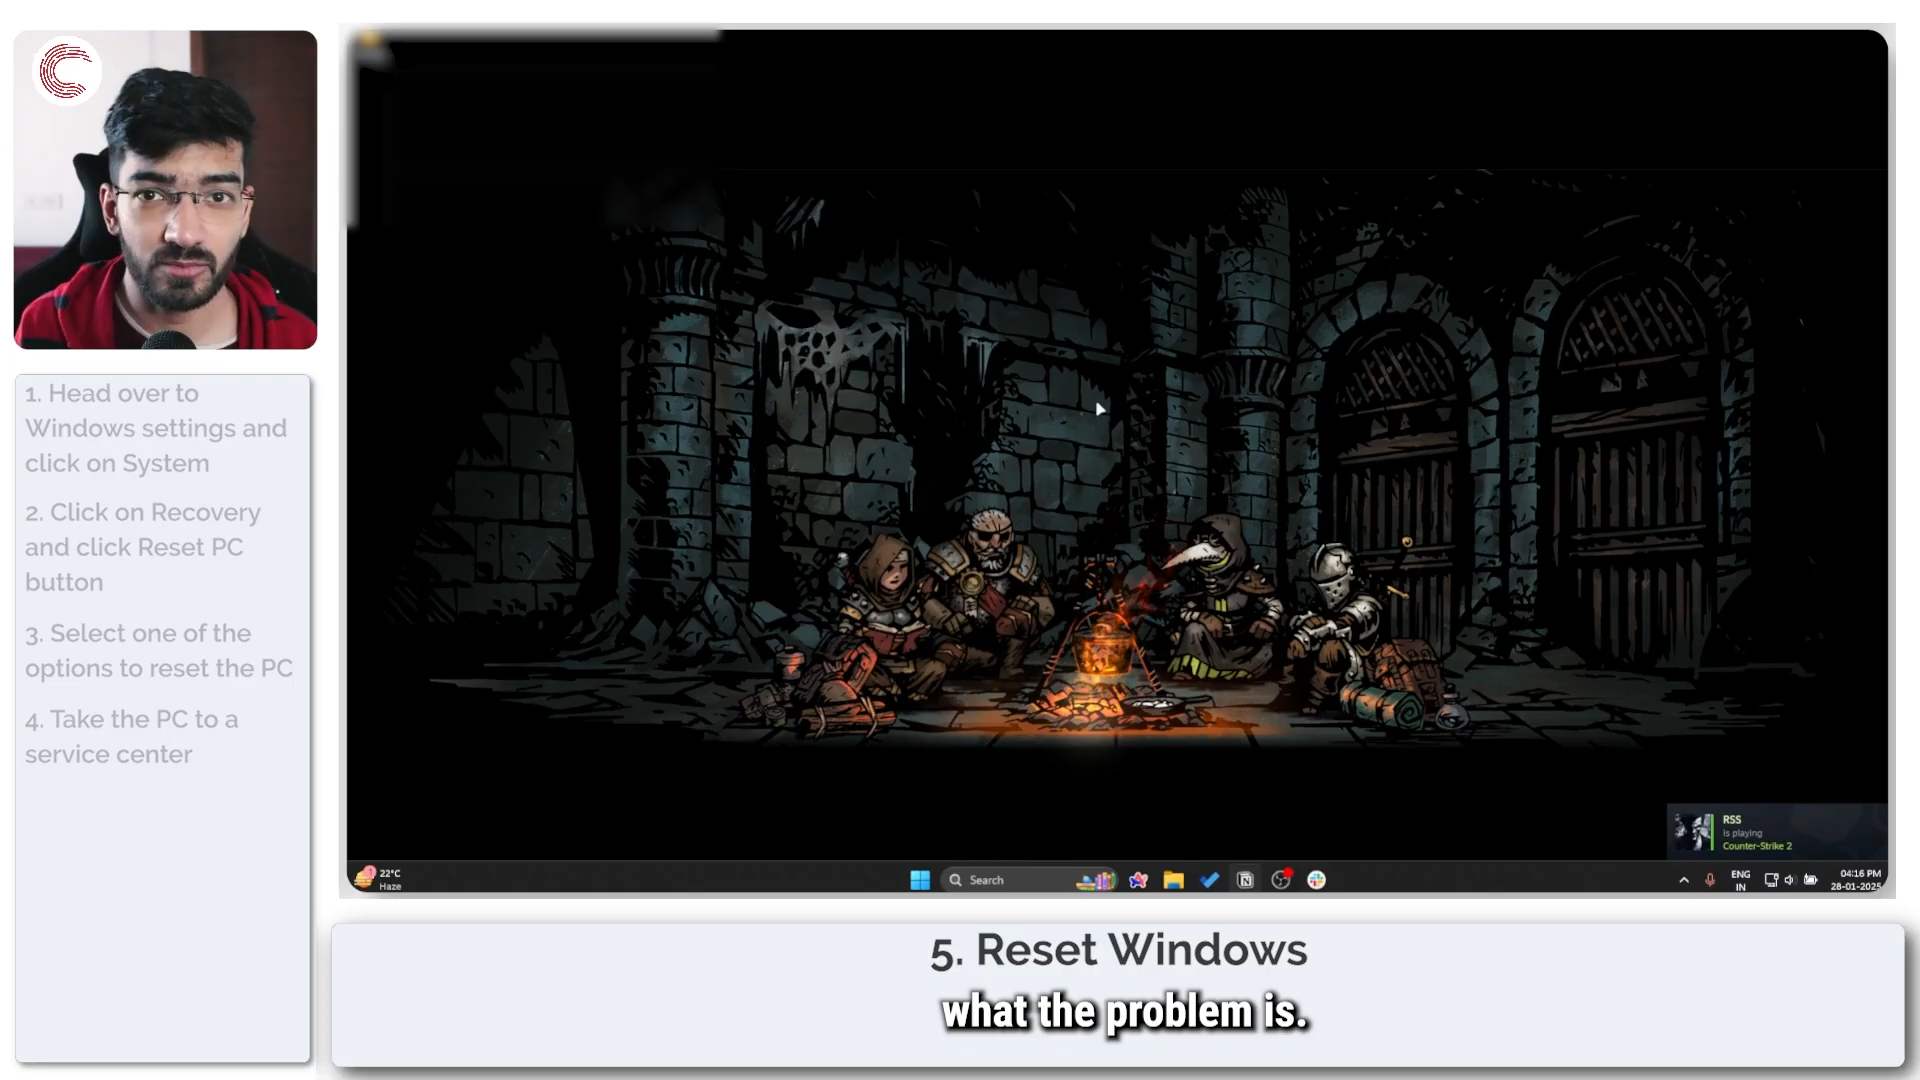 1. Head over to
Windows settings and
click on System
2. Click on Recovery
and click Reset PC
button
3. Select one of the
options to reset the PC
4. Take the PC to a
service center
RSS
is playing
Counter-Strike 2
22°C
Haze
Search
ENG
IN
04:16 PM
28-01-2025
5. Reset Windows
what the problem is.